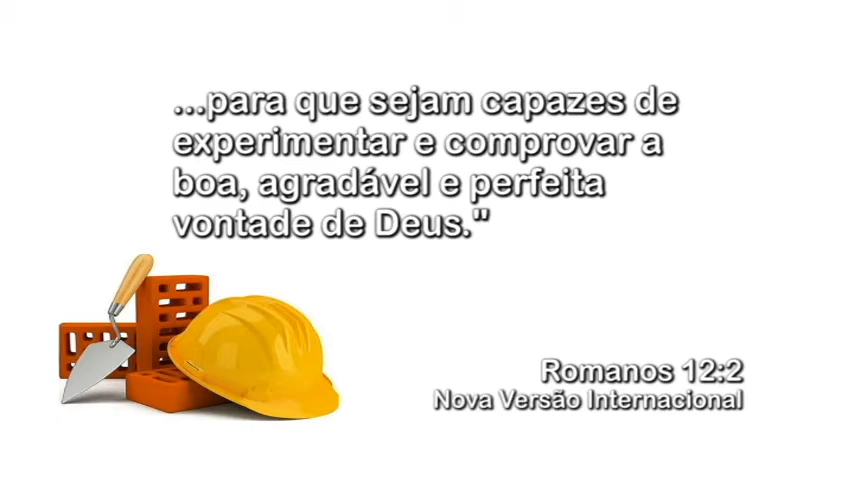 ...para que sejam capazes de
experimentar e comprovar a
boa, agradável e perfeita
vontade de Deus."
Romanos 12:2
Nova Versão Internacional